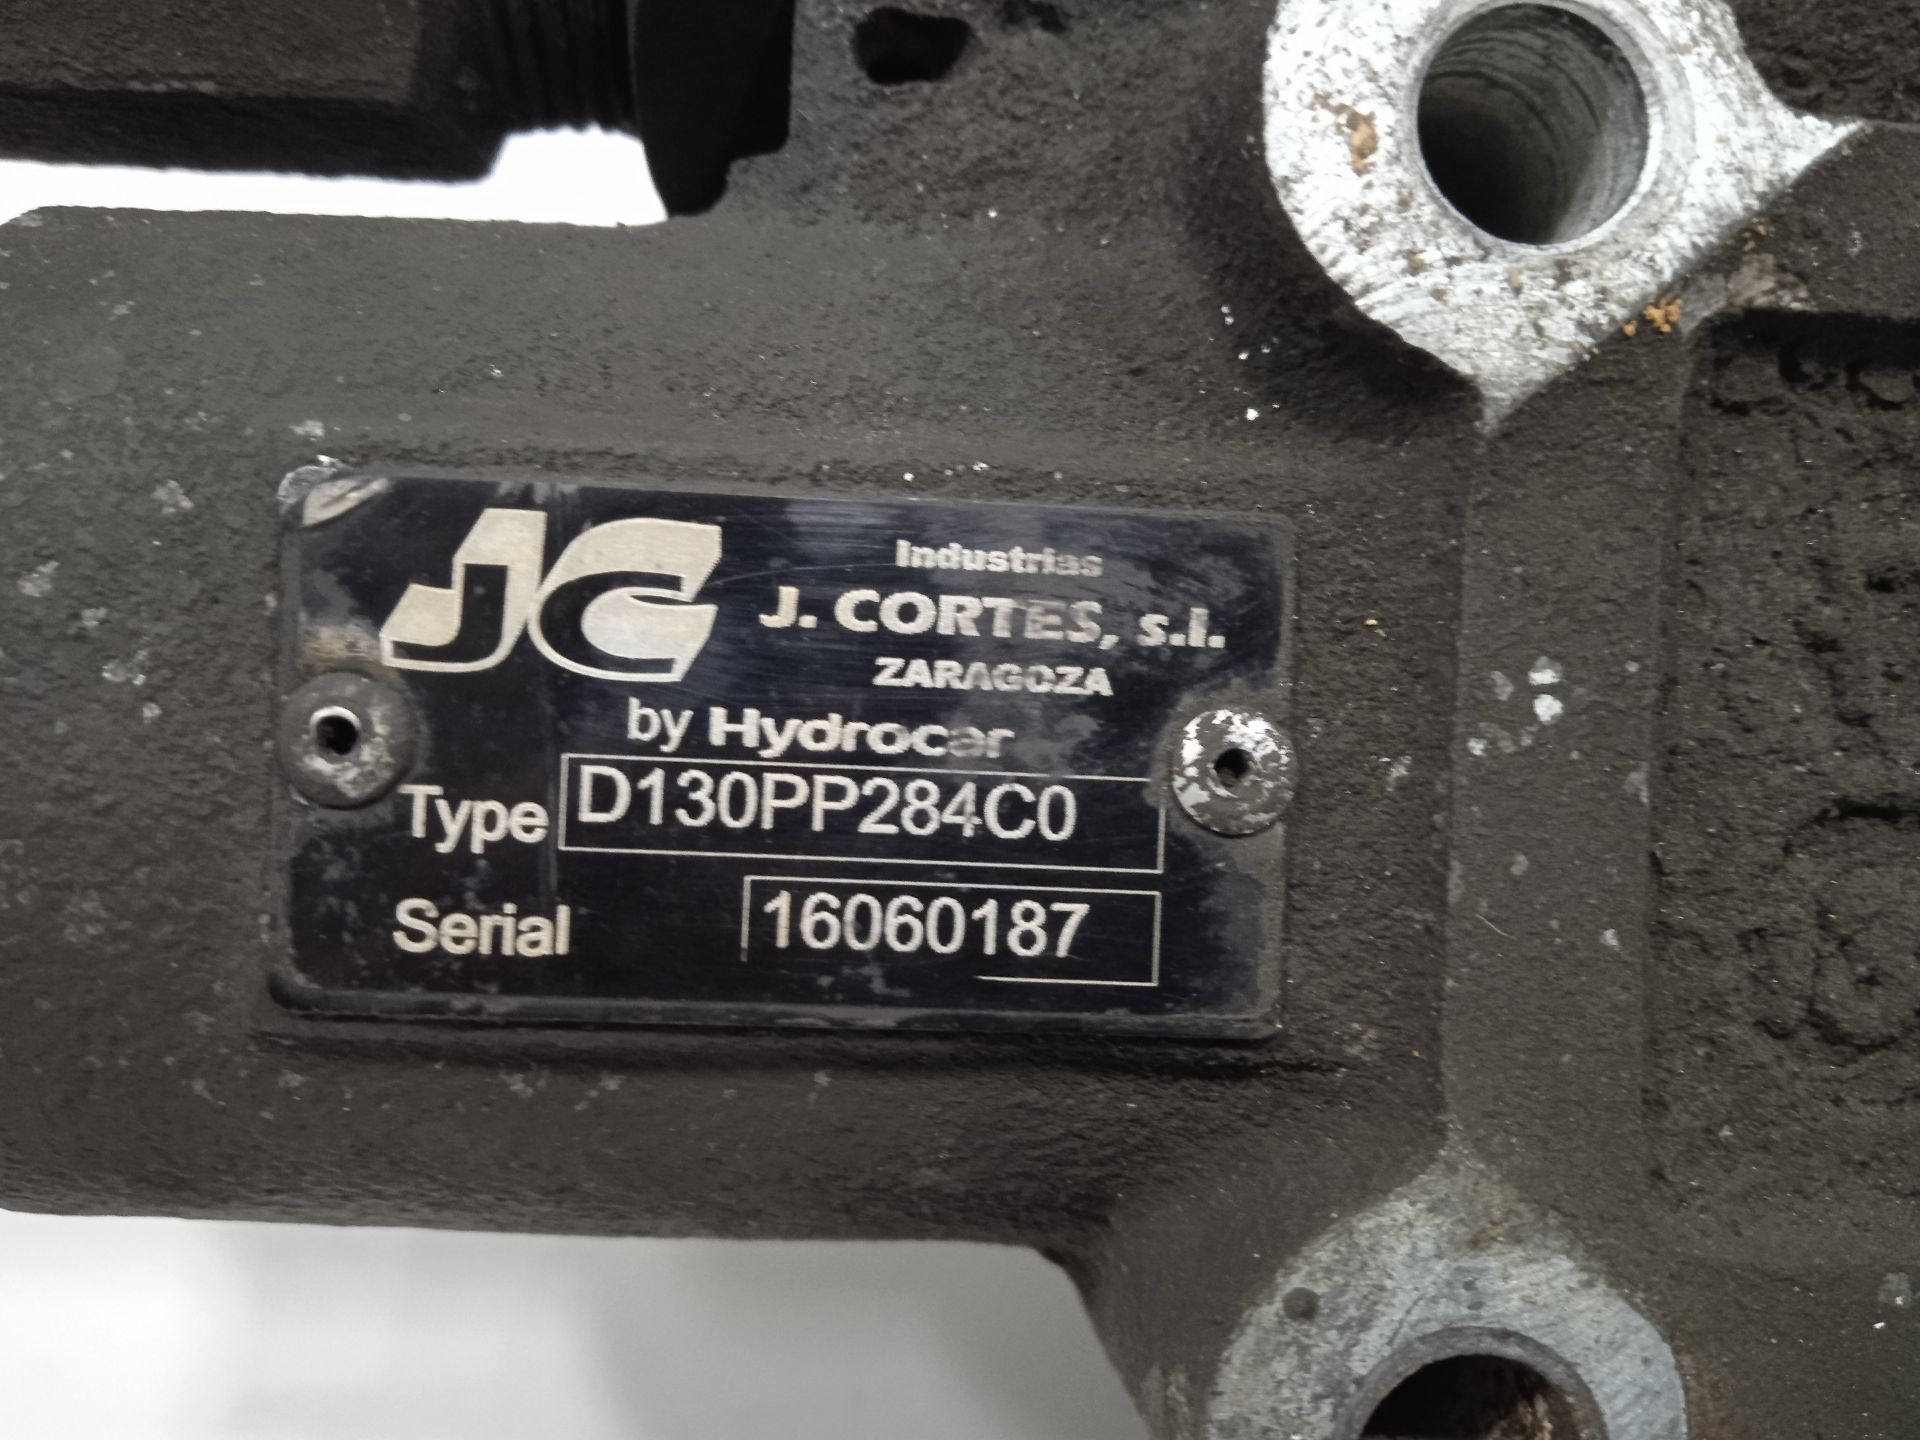 JC
Industrias
J. CORTES, s.l.
ZARAGOZA
by Hydrocar
Type D130PP284C0
Serial 16060187